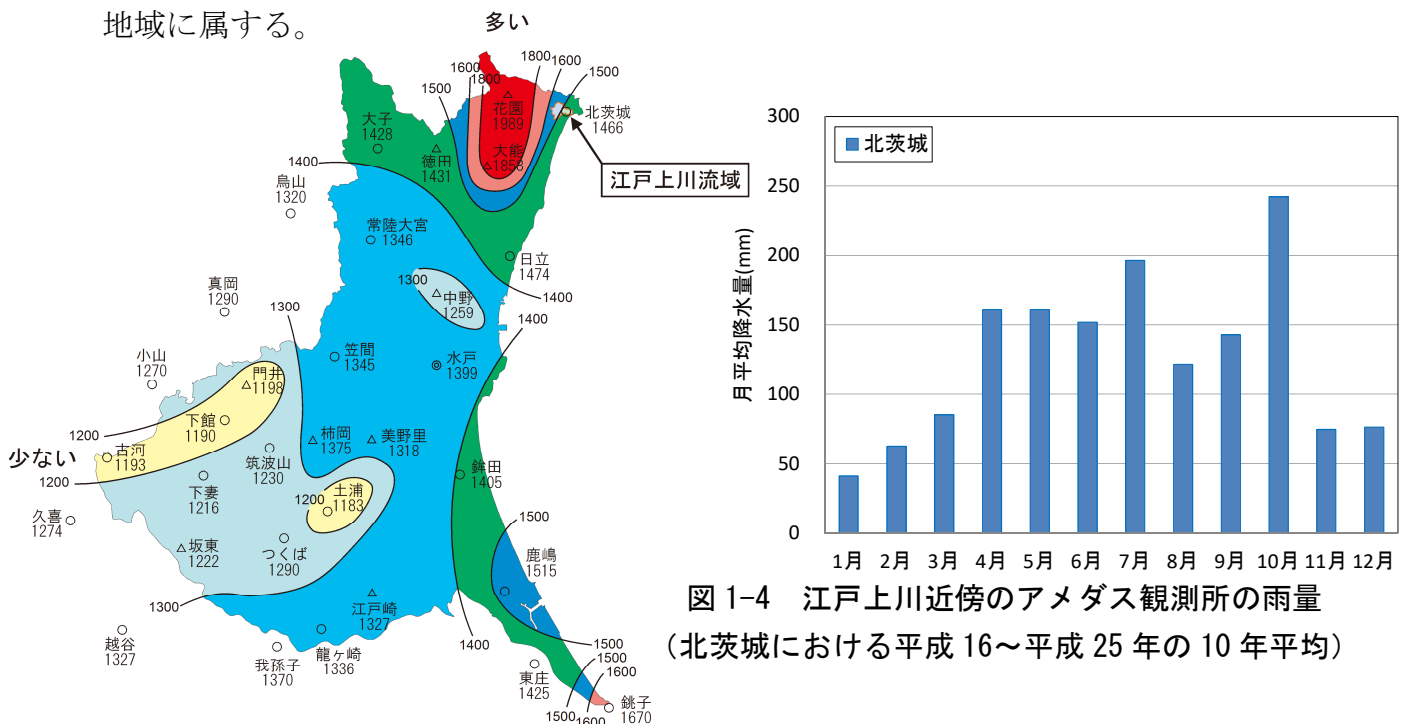 地域に属する。
多い
1600
1800
1500
1800
1600
1500
花園
1989
北茨城
1466
大子
1428
徳田
1431
大能
1853
江戸上川流域
1400
烏山
1320
常陸大宮
1346
日立
1474
1300
中野
1259
1400
真岡
1290
1300
1400
笠間
1345
水戸
1399
小山
1270
門井
1198
下館
1190
1200
柿岡
1375
美野里
1318
少ない
古河
1193
1200
筑波山
1230
鉾田
1405
下妻
1216
1200
土浦
1183
久喜
1274
坂東
1222
つくば
1290
1500
鹿嶋
1515
1300
江戸崎
1327
1400
越谷
1327
我孫子
1370
龍ヶ崎
1336
1500
1500
1600
東庄
1425
1500
1600
銚子
1670
月平均降水量(mm)
300
250
200
150
100
50
0
北茨城
1月 2月 3月 4月 5月 6月 7月 8月 9月 10月 11月 12月
図 1-4 江戸上川近傍のアメダス観測所の雨量
（北茨城における平成 16～平成 25 年の 10 年平均）